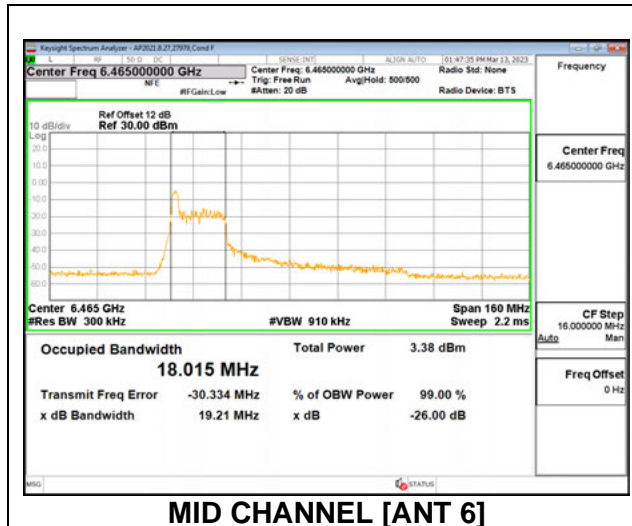 Keysight Spectrum Analyzer - AP2021.8.27,27979,Cond F
L RF 50 Ω DC SENSE:INT ALIGN AUTO 01:47:35 PM Mar 13, 2023
Center Freq 6.465000000 GHz
NFE
#IFGain:Low
Center Freq: 6.465000000 GHz
Trig: Free Run Avg|Hold: 500/500
#Atten: 20 dB
Radio Std: None
Radio Device: BTS
Frequency
Ref Offset 12 dB
10 dB/div Ref 30.00 dBm
Log
20.0
10.0
0.00
-10.0
-20.0
-30.0
-40.0
-50.0
-60.0
Center Freq
6.465000000 GHz
Center 6.465 GHz Span 160 MHz
#Res BW 300 kHz #VBW 910 kHz Sweep 2.2 ms
CF Step
16.000000 MHz
Auto Man
Occupied Bandwidth Total Power 3.38 dBm
18.015 MHz
Transmit Freq Error -30.334 MHz % of OBW Power 99.00 %
x dB Bandwidth 19.21 MHz x dB -26.00 dB
Freq Offset
0 Hz
MSG STATUS
MID CHANNEL [ANT 6]